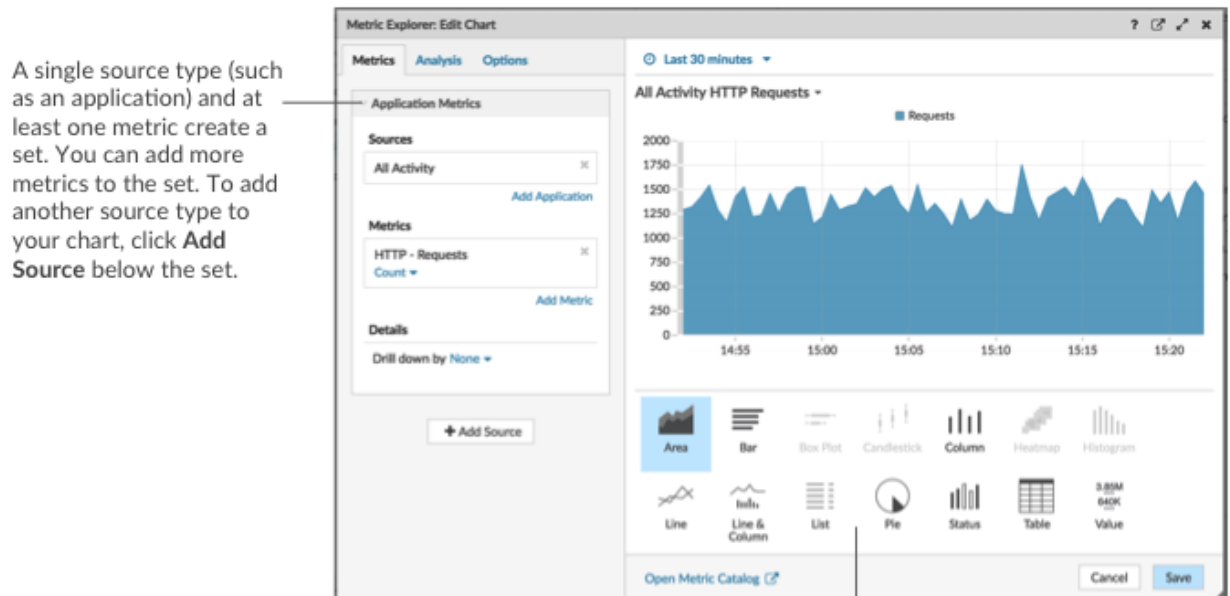 A single source type (such
as an application) and at
least one metric create a
set. You can add more
metrics to the set. To add
another source type to
your chart, click Add
Source below the set.
Metric Explorer: Edit Chart
?
Metrics Analysis Options
Application Metrics
Sources
All Activity
Add Application
Metrics
HTTP - Requests
Count
Add Metric
Details
Drill down by None
+ Add Source
Last 30 minutes
All Activity HTTP Requests
Requests
2000
1750
1500
1250
1000
750
500
250
0
14:55 15:00 15:05 15:10 15:15 15:20
Area Bar Box Plot Candlestick Column Heatmap Histogram
3.85M
640K
Line Line & Column List Pie Status Table Value
Open Metric Catalog
Cancel Save